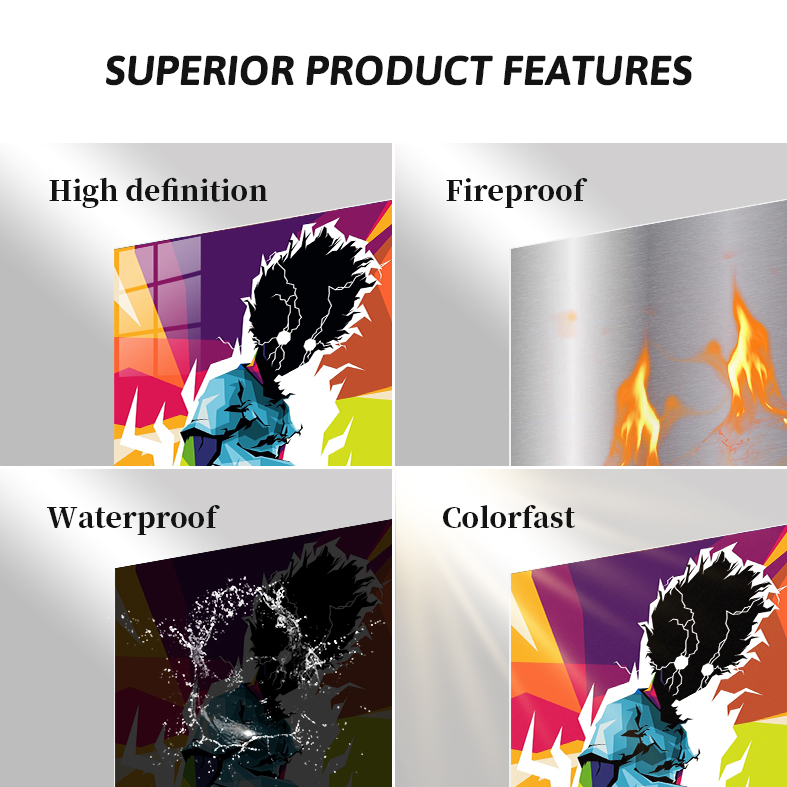 SUPERIOR PRODUCT FEATURES
High definition
Fireproof
Waterproof
Colorfast